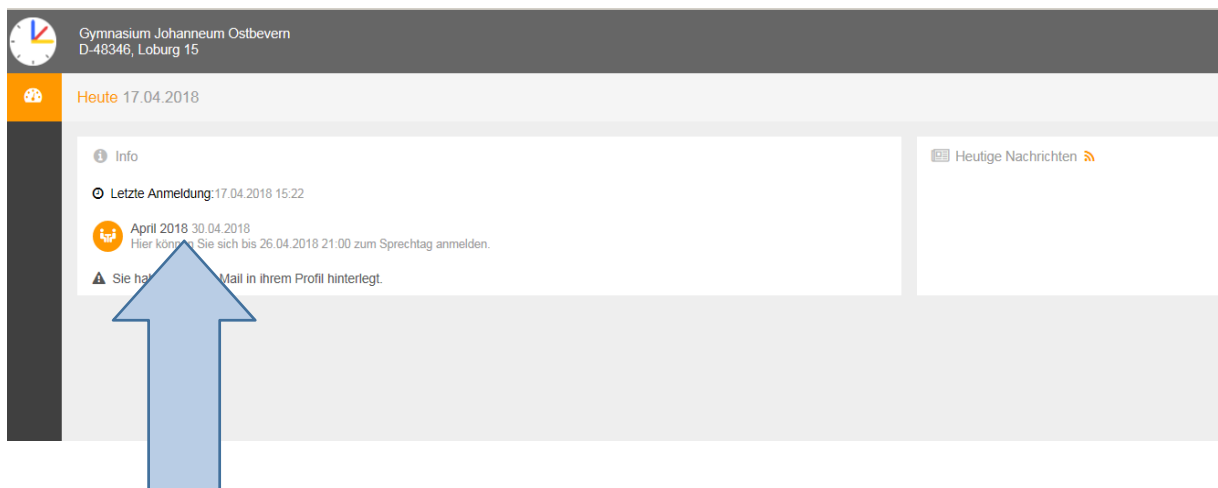 Gymnasium Johanneum Ostbevern
D-48346, Loburg 15
Heute 17.04.2018
Info
Letzte Anmeldung:17.04.2018 15:22
April 2018 30.04.2018
Hier können Sie sich bis 26.04.2018 21:00 zum Sprechtag anmelden.
Sie Mail in ihrem Profil hinterlegt.
Heutige Nachrichten